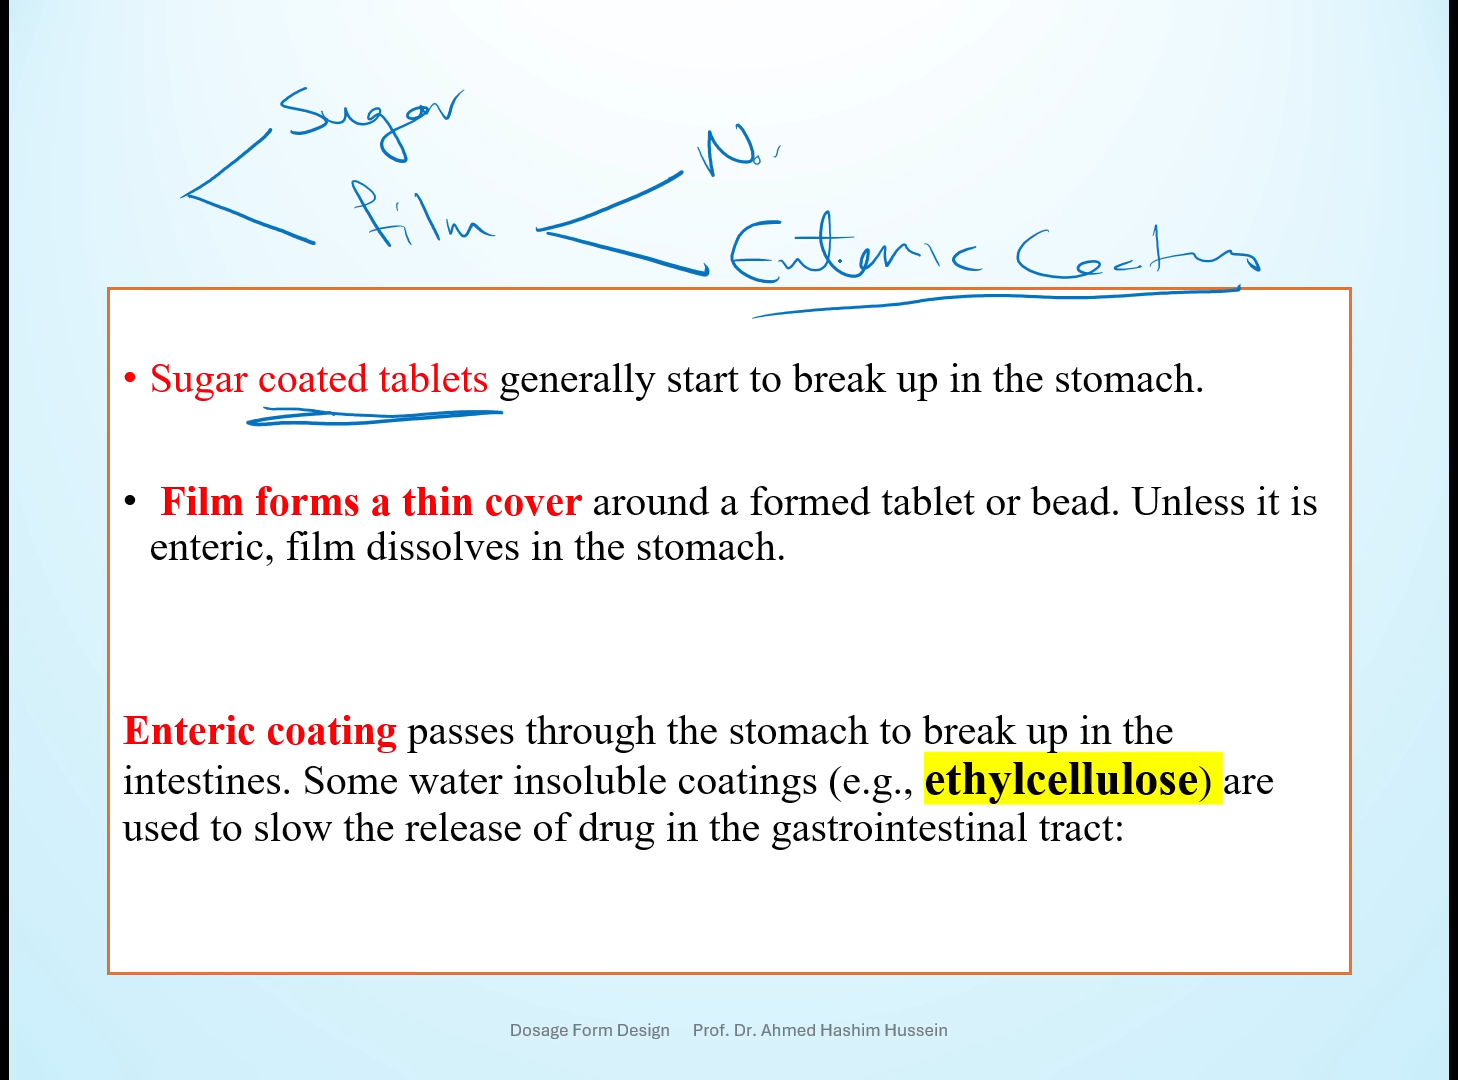 Sugar
film
N.
Enteric Coating
• Sugar coated tablets generally start to break up in the stomach.
• Film forms a thin cover around a formed tablet or bead. Unless it is
enteric, film dissolves in the stomach.
Enteric coating passes through the stomach to break up in the
intestines. Some water insoluble coatings (e.g., ethylcellulose) are
used to slow the release of drug in the gastrointestinal tract:
Dosage Form Design Prof. Dr. Ahmed Hashim Hussein